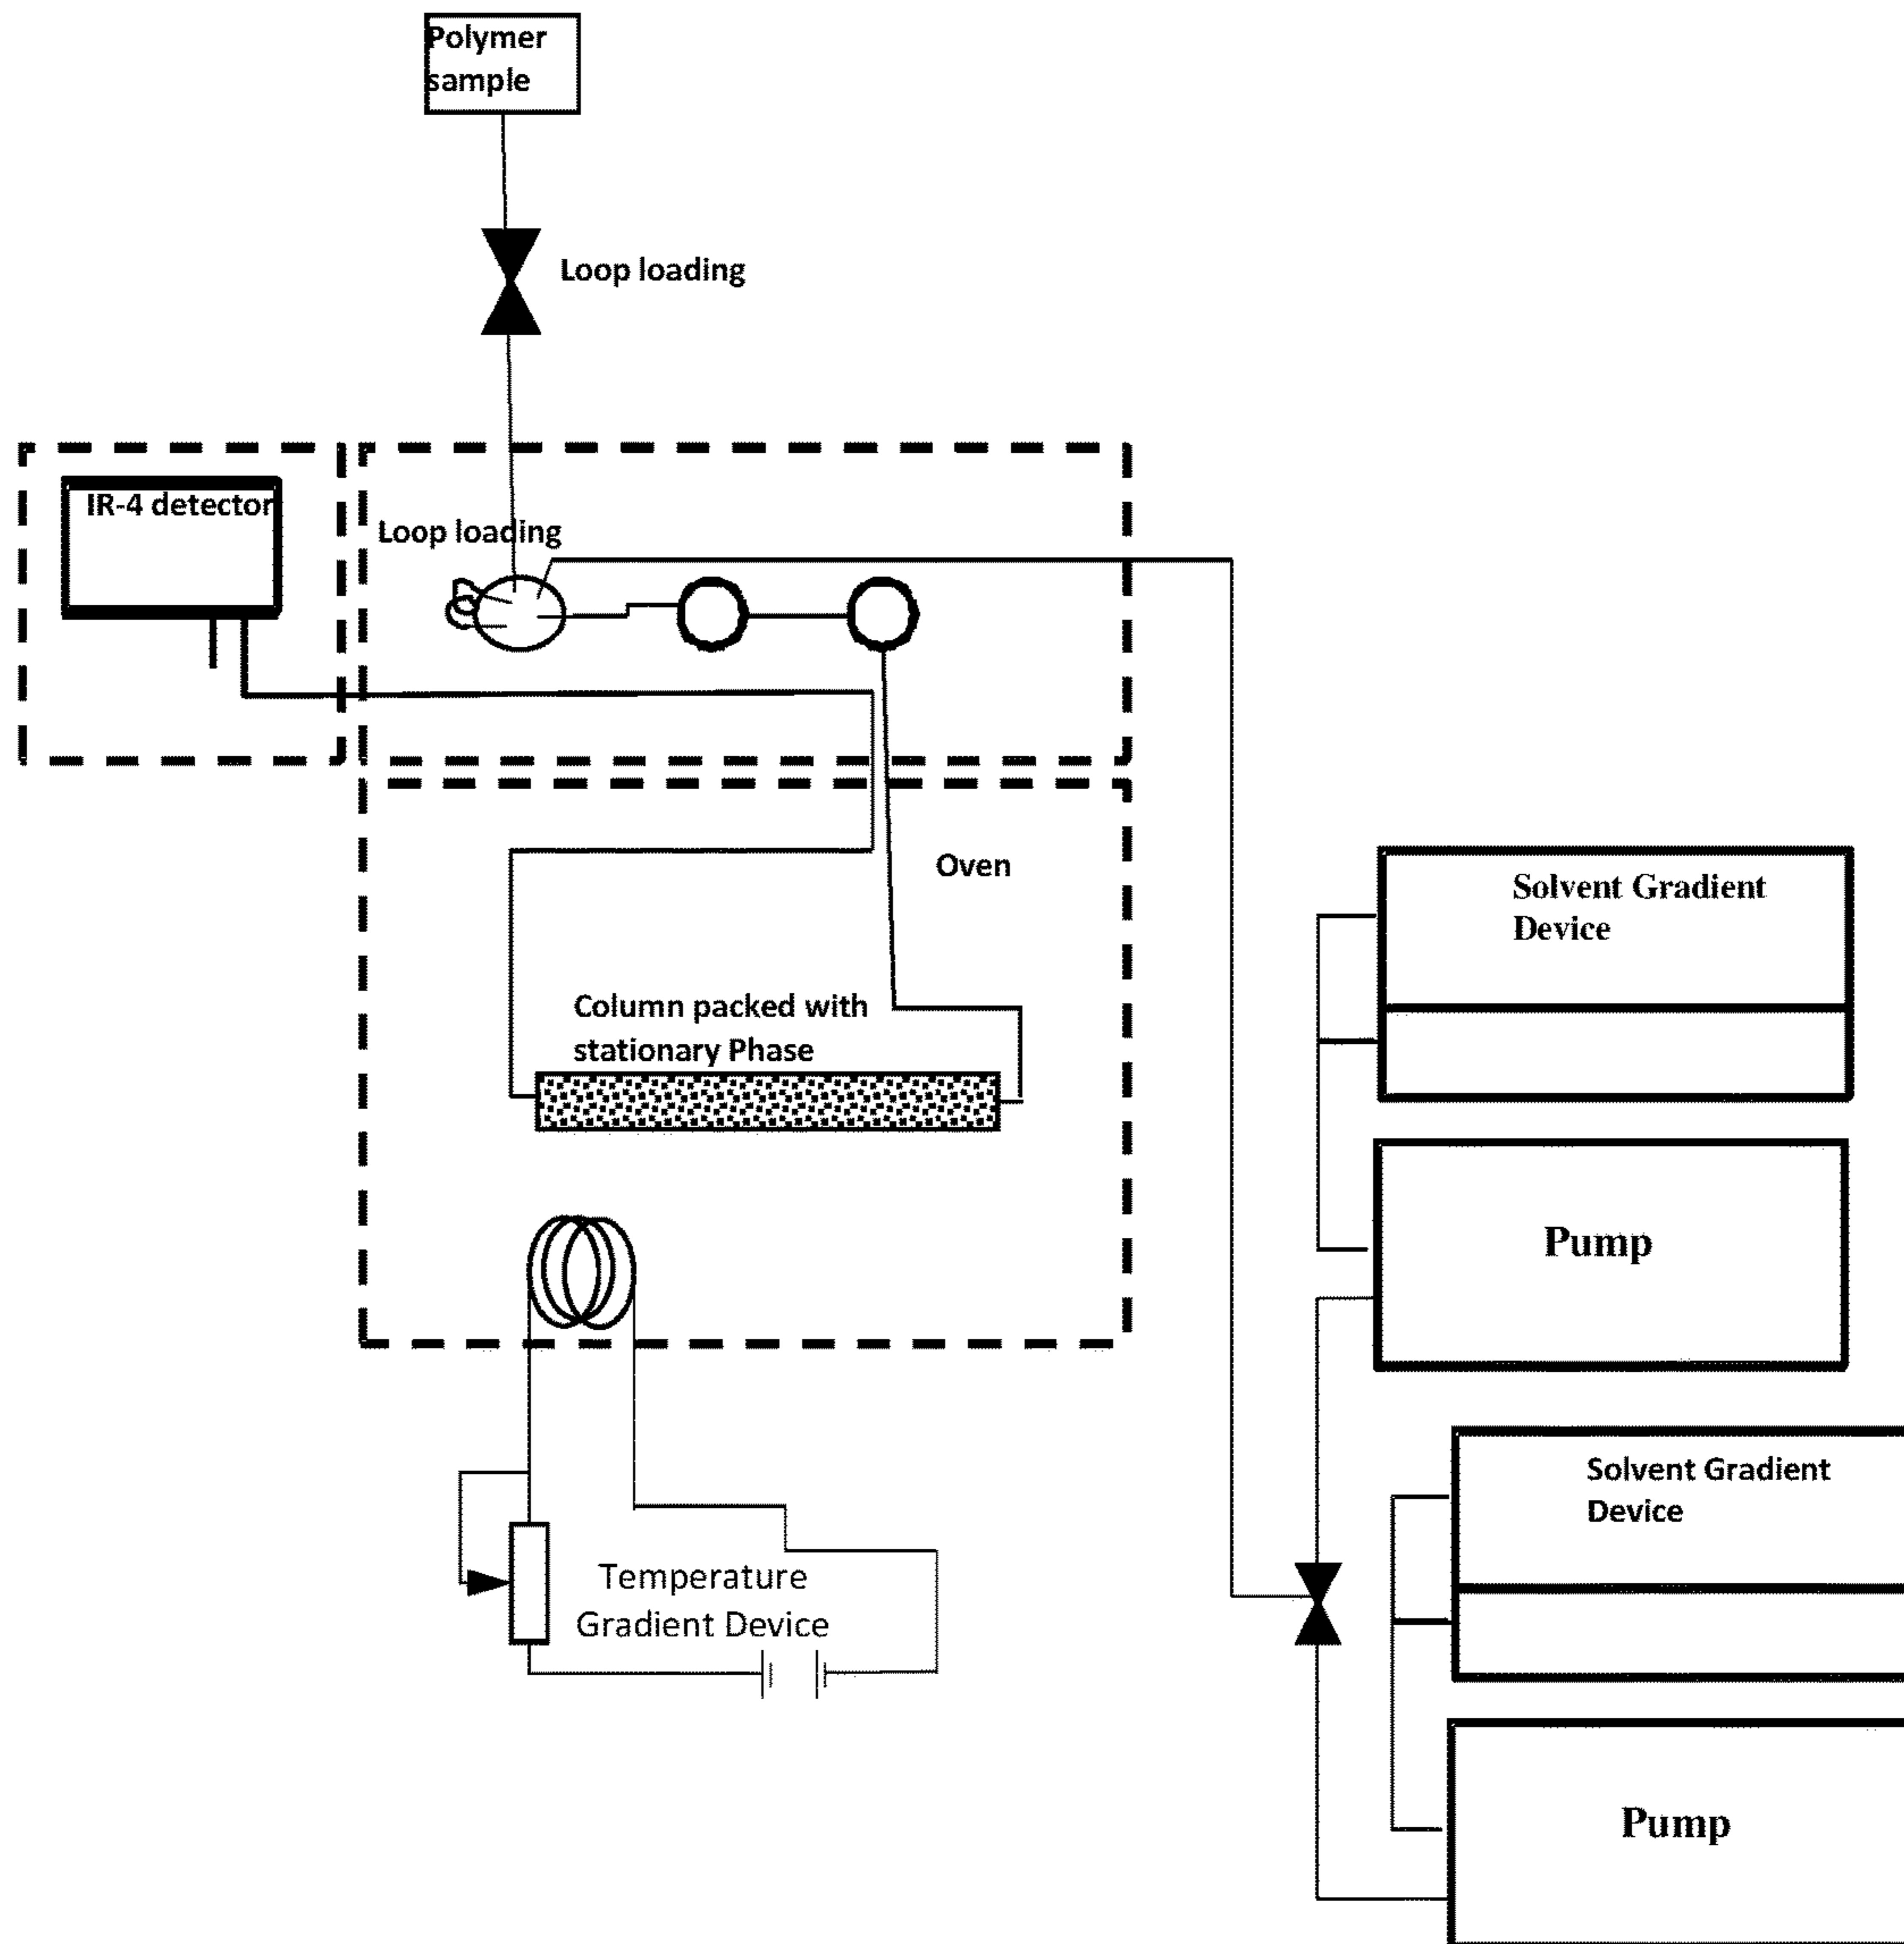 Polymer
sample
Loop loading
IR-4 detector
Loop loading
Oven
Solvent Gradient
Device
Column packed with
stationary Phase
Pump
Solvent Gradient
Device
Temperature
Gradient Device
Pump